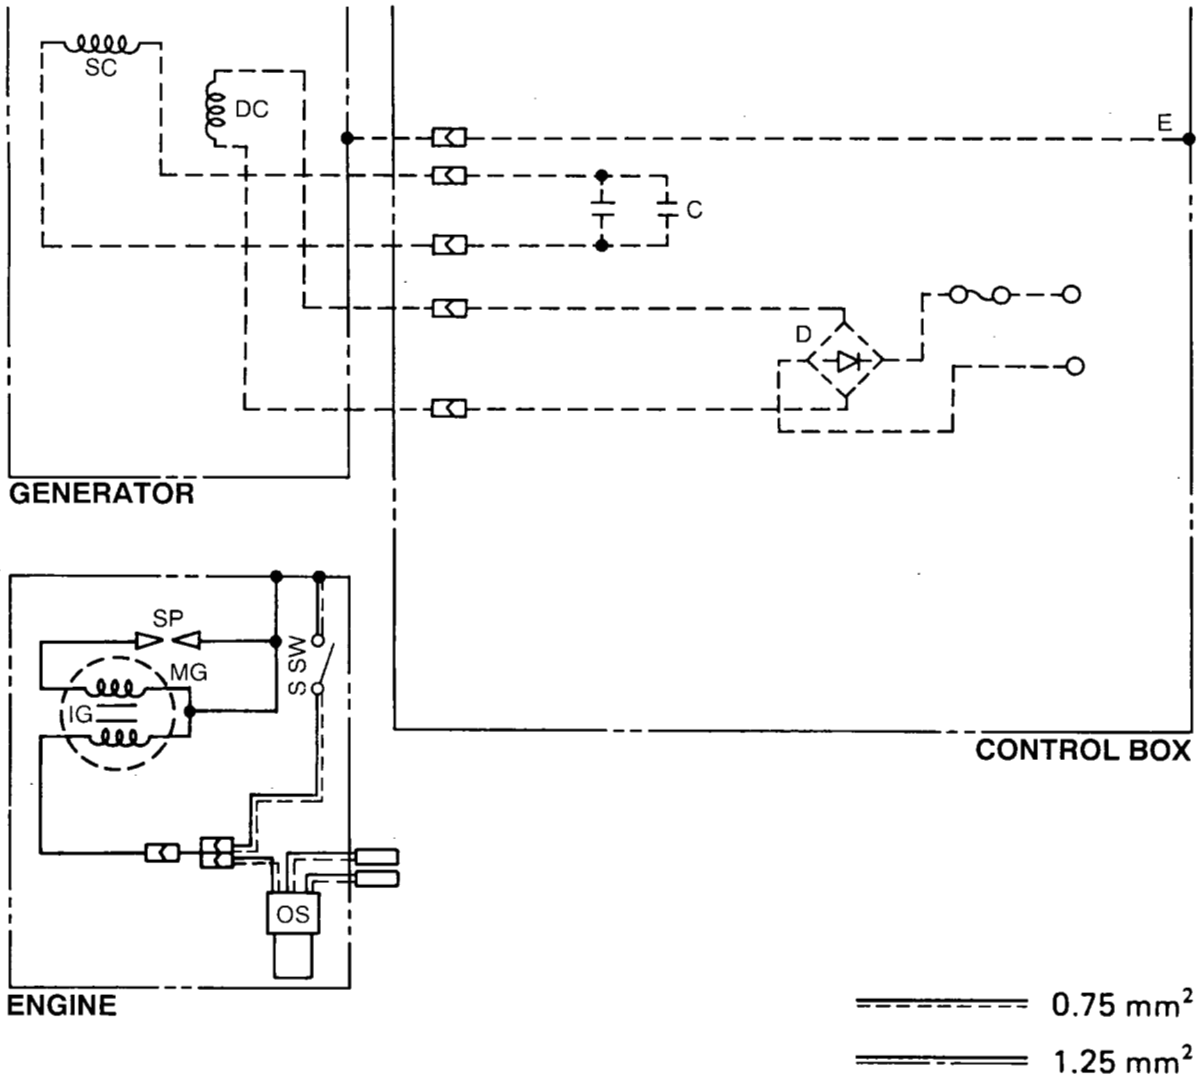 SC
DC
E
C
D
GENERATOR
SP
MG
S SW
IG
CONTROL BOX
OS
ENGINE
0.75 mm²
1.25 mm²